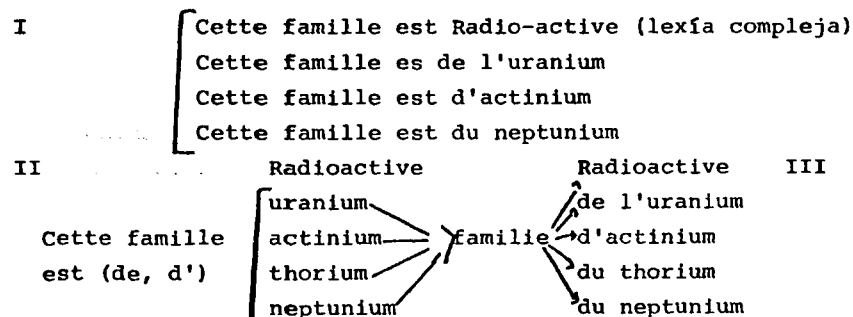 I Cette famille est Radio-active (lexía compleja)
Cette famille es de l'uranium
Cette famille est d'actinium
Cette famille est du neptunium
II Radioactive Radioactive III
uranium de l'uranium
Cette famille actinium familie d'actinium
est (de, d') thorium du thorium
neptunium du neptunium